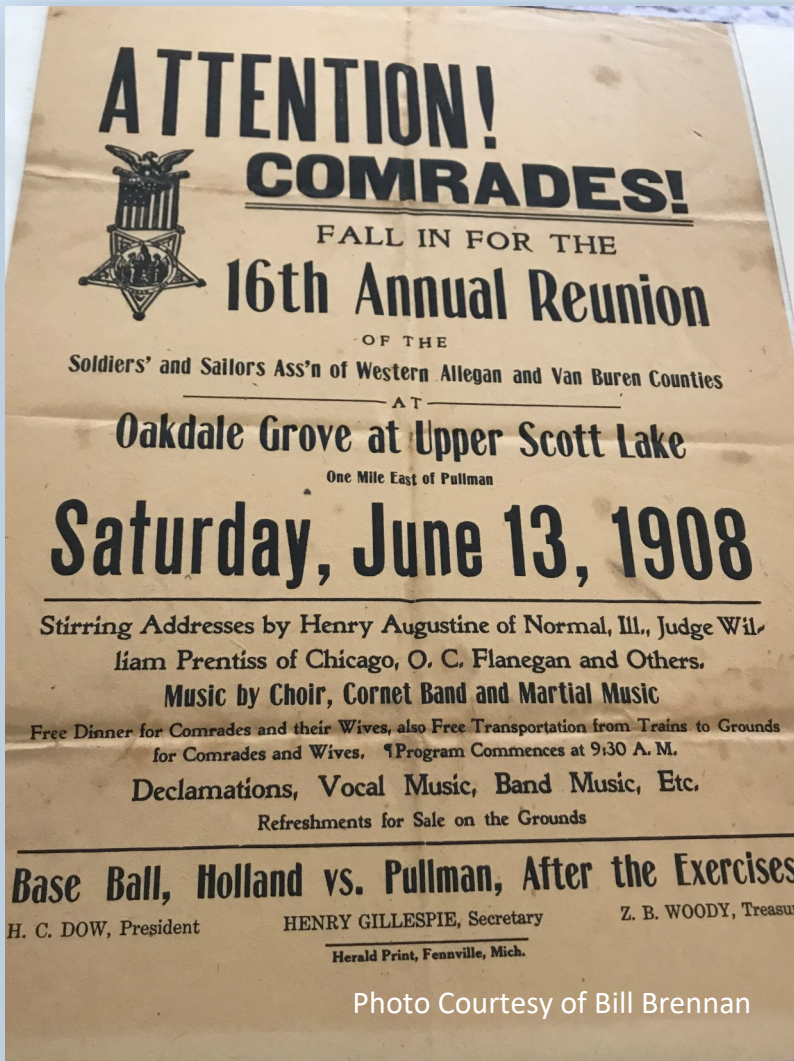 ATTENTION!
COMRADES!
FALL IN FOR THE
16th Annual Reunion
OF THE
Soldiers' and Sailors Ass'n of Western Allegan and Van Buren Counties
AT
Oakdale Grove at Upper Scott Lake
One Mile East of Pullman
Saturday, June 13, 1908
Stirring Addresses by Henry Augustine of Normal, Ill., Judge Wil-
liam Prentiss of Chicago, O. C. Flanegan and Others.
Music by Choir, Cornet Band and Martial Music
Free Dinner for Comrades and their Wives, also Free Transportation from Trains to Grounds
for Comrades and Wives. ¶Program Commences at 9:30 A. M.
Declamations, Vocal Music, Band Music, Etc.
Refreshments for Sale on the Grounds
Base Ball, Holland vs. Pullman, After the Exercises
H. C. DOW, President HENRY GILLESPIE, Secretary Z. B. WOODY, Treasur
Herald Print, Fennville, Mich.
Photo Courtesy of Bill Brennan